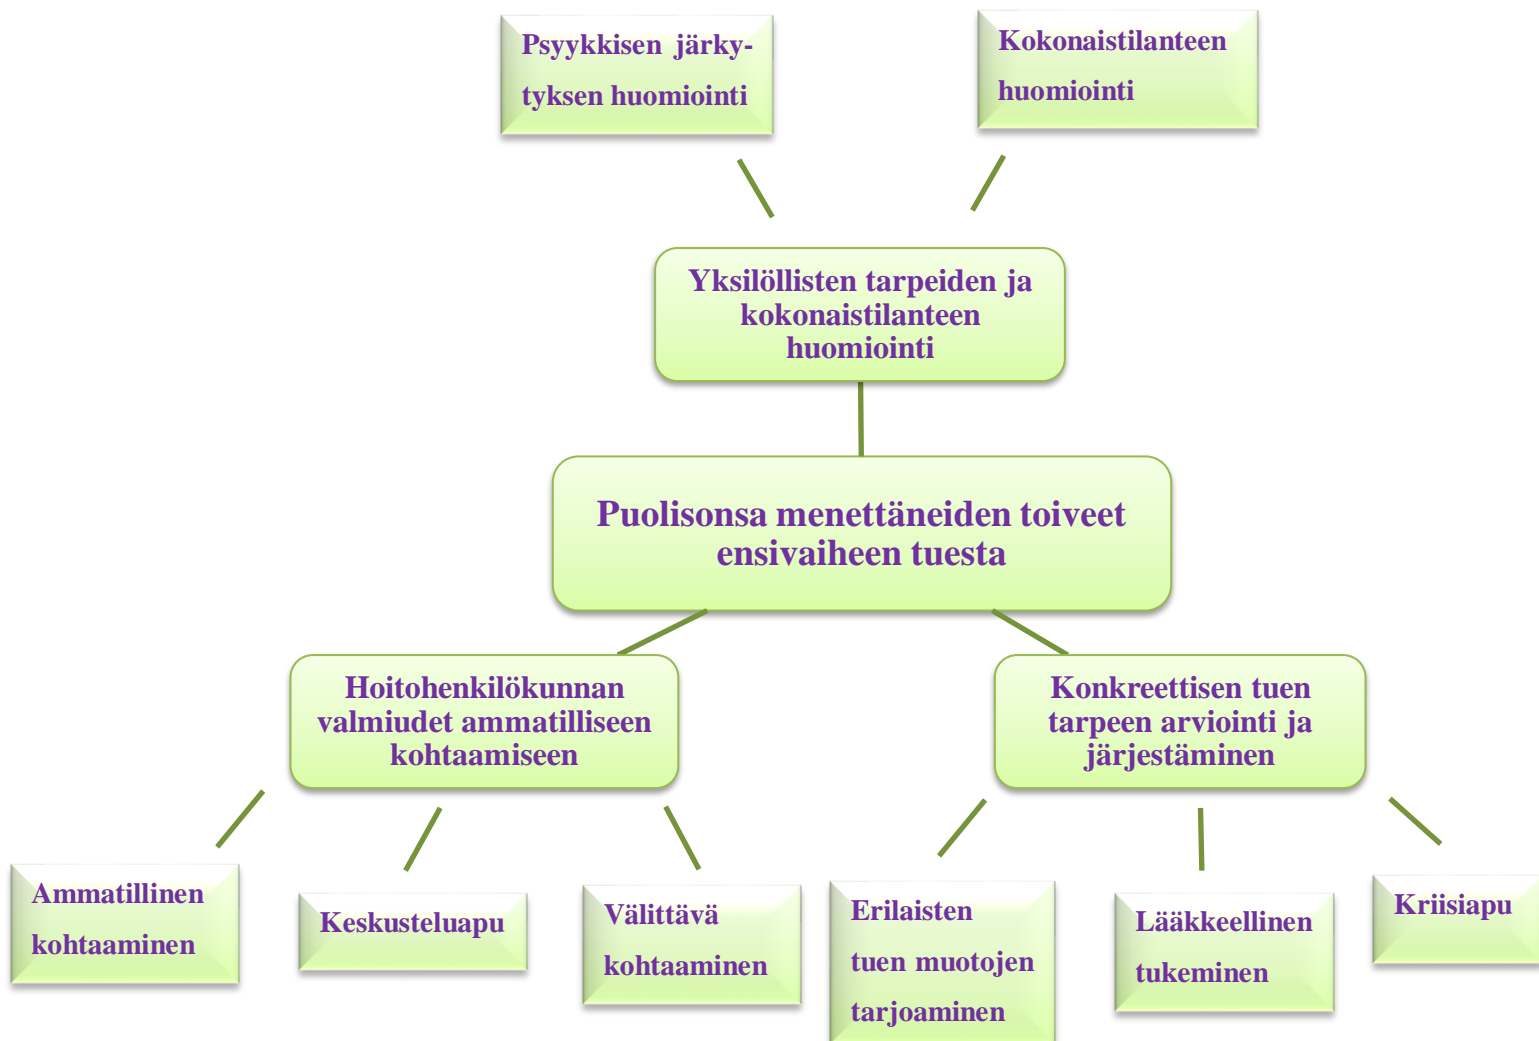 Psyykkisen järky-
tyksen huomiointi
Kokonaistilanteen
huomiointi
Yksilöllisten tarpeiden ja
kokonaistilanteen
huomiointi
Puolisonsa menettäneiden toiveet
ensivaiheen tuesta
Hoitohenkilökunnan
valmiudet ammatilliseen
kohtaamiseen
Konkreettisen tuen
tarpeen arviointi ja
järjestäminen
Ammatillinen
kohtaaminen
Keskusteluapu
Välittävä
kohtaaminen
Erilaisten
tuen muotojen
tarjoaminen
Lääkkeellinen
tukeminen
Kriisiapu